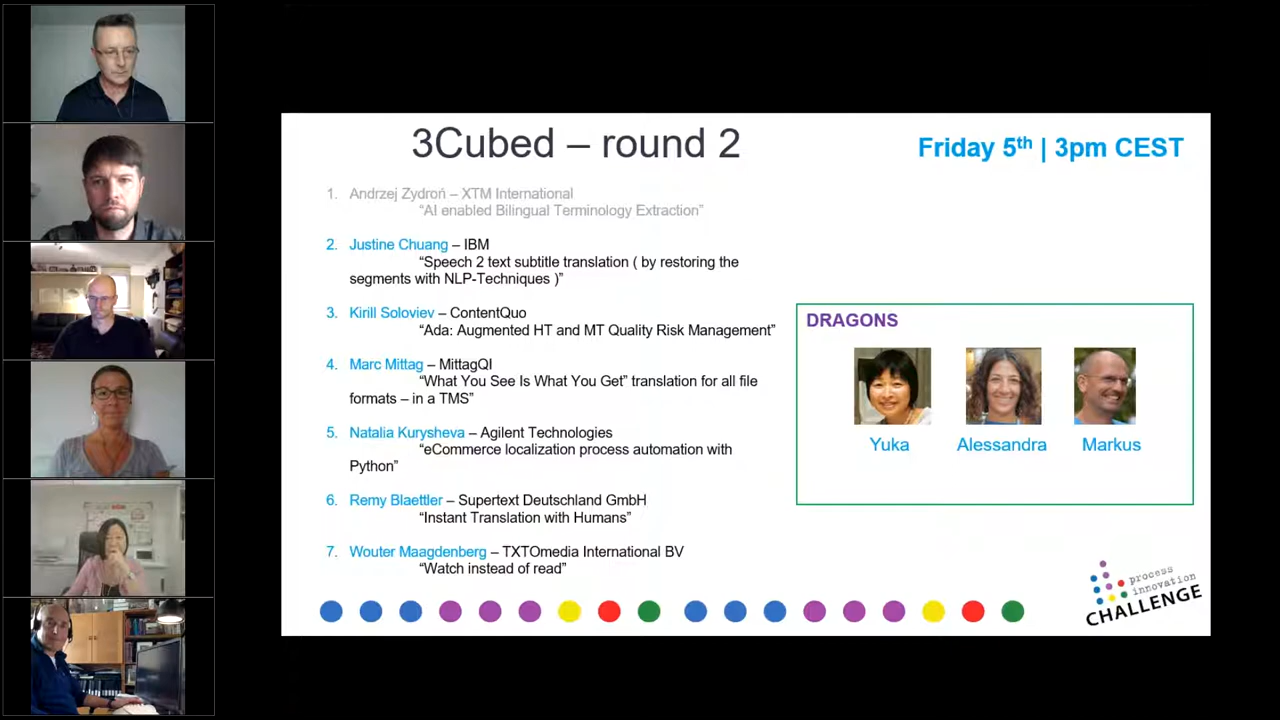 3Cubed – round 2
Friday 5th | 3pm CEST
1. Andrzej Zydroń – XTM International
“AI enabled Bilingual Terminology Extraction”
2. Justine Chuang – IBM
“Speech 2 text subtitle translation ( by restoring the
segments with NLP-Techniques )”
3. Kirill Soloviev – ContentQuo
“Ada: Augmented HT and MT Quality Risk Management”
4. Marc Mittag – MittagQI
“What You See Is What You Get” translation for all file
formats – in a TMS”
5. Natalia Kurysheva – Agilent Technologies
“eCommerce localization process automation with
Python”
6. Remy Blaettler – Supertext Deutschland GmbH
“Instant Translation with Humans”
7. Wouter Maagdenberg – TXTOmedia International BV
“Watch instead of read”
DRAGONS
Yuka
Alessandra
Markus
process
innovation
CHALLENGE